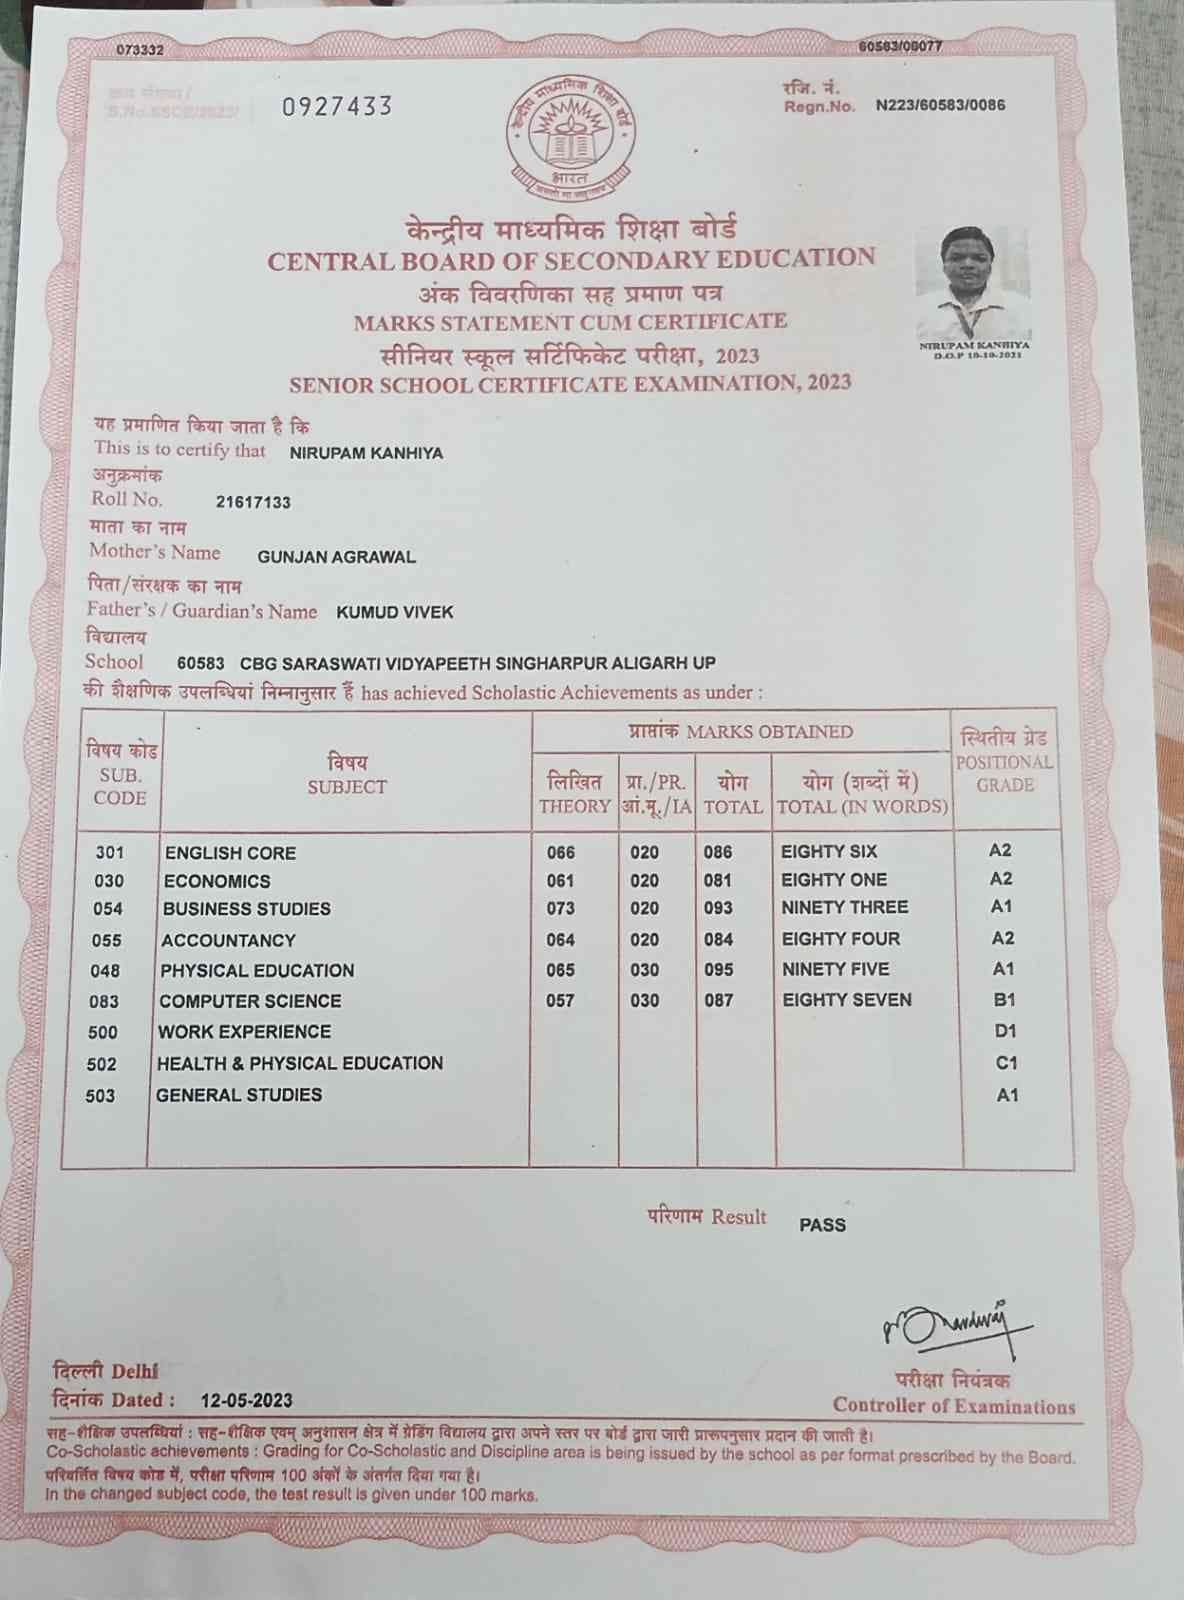 073332
60583/00077
क्रम संख्या /
S.No.SSCE/2023/ 0927433
रजि. नं.
Regn.No. N223/60583/0086
केन्द्रीय माध्यमिक शिक्षा बोर्ड
भारत
केन्द्रीय माध्यमिक शिक्षा बोर्ड
CENTRAL BOARD OF SECONDARY EDUCATION
अंक विवरणिका सह प्रमाण पत्र
MARKS STATEMENT CUM CERTIFICATE
सीनियर स्कूल सर्टिफिकेट परीक्षा, 2023
SENIOR SCHOOL CERTIFICATE EXAMINATION, 2023
NIRUPAM KANHIYA
D.O.P 10-10-2021
यह प्रमाणित किया जाता है कि
This is to certify that NIRUPAM KANHIYA
अनुक्रमांक
Roll No. 21617133
माता का नाम
Mother's Name GUNJAN AGRAWAL
पिता/संरक्षक का नाम
Father's / Guardian's Name KUMUD VIVEK
विद्यालय
School 60583 CBG SARASWATI VIDYAPEETH SINGHARPUR ALIGARH UP
की शैक्षणिक उपलब्धियां निम्नानुसार हैं has achieved Scholastic Achievements as under :
विषय कोड
SUB.
CODE
विषय
SUBJECT
प्राप्तांक MARKS OBTAINED
लिखित
THEORY
प्रा./PR.
आं.मू./IA
योग
TOTAL
योग (शब्दों में)
TOTAL (IN WORDS)
स्थितीय ग्रेड
POSITIONAL
GRADE
301 ENGLISH CORE 066 020 086 EIGHTY SIX A2
030 ECONOMICS 061 020 081 EIGHTY ONE A2
054 BUSINESS STUDIES 073 020 093 NINETY THREE A1
055 ACCOUNTANCY 064 020 084 EIGHTY FOUR A2
048 PHYSICAL EDUCATION 065 030 095 NINETY FIVE A1
083 COMPUTER SCIENCE 057 030 087 EIGHTY SEVEN B1
500 WORK EXPERIENCE D1
502 HEALTH & PHYSICAL EDUCATION C1
503 GENERAL STUDIES A1
परिणाम Result PASS
दिल्ली Delhi
दिनांक Dated : 12-05-2023
परीक्षा नियंत्रक
Controller of Examinations
सह-शैक्षिक उपलब्धियां : सह-शैक्षिक एवम् अनुशासन क्षेत्र में ग्रेडिंग विद्यालय द्वारा अपने स्तर पर बोर्ड द्वारा जारी प्रारूपनुसार प्रदान की जाती है।
Co-Scholastic achievements : Grading for Co-Scholastic and Discipline area is being issued by the school as per format prescribed by the Board.
परिवर्तित विषय कोड में, परीक्षा परिणाम 100 अंकों के अंतर्गत दिया गया है।
In the changed subject code, the test result is given under 100 marks.